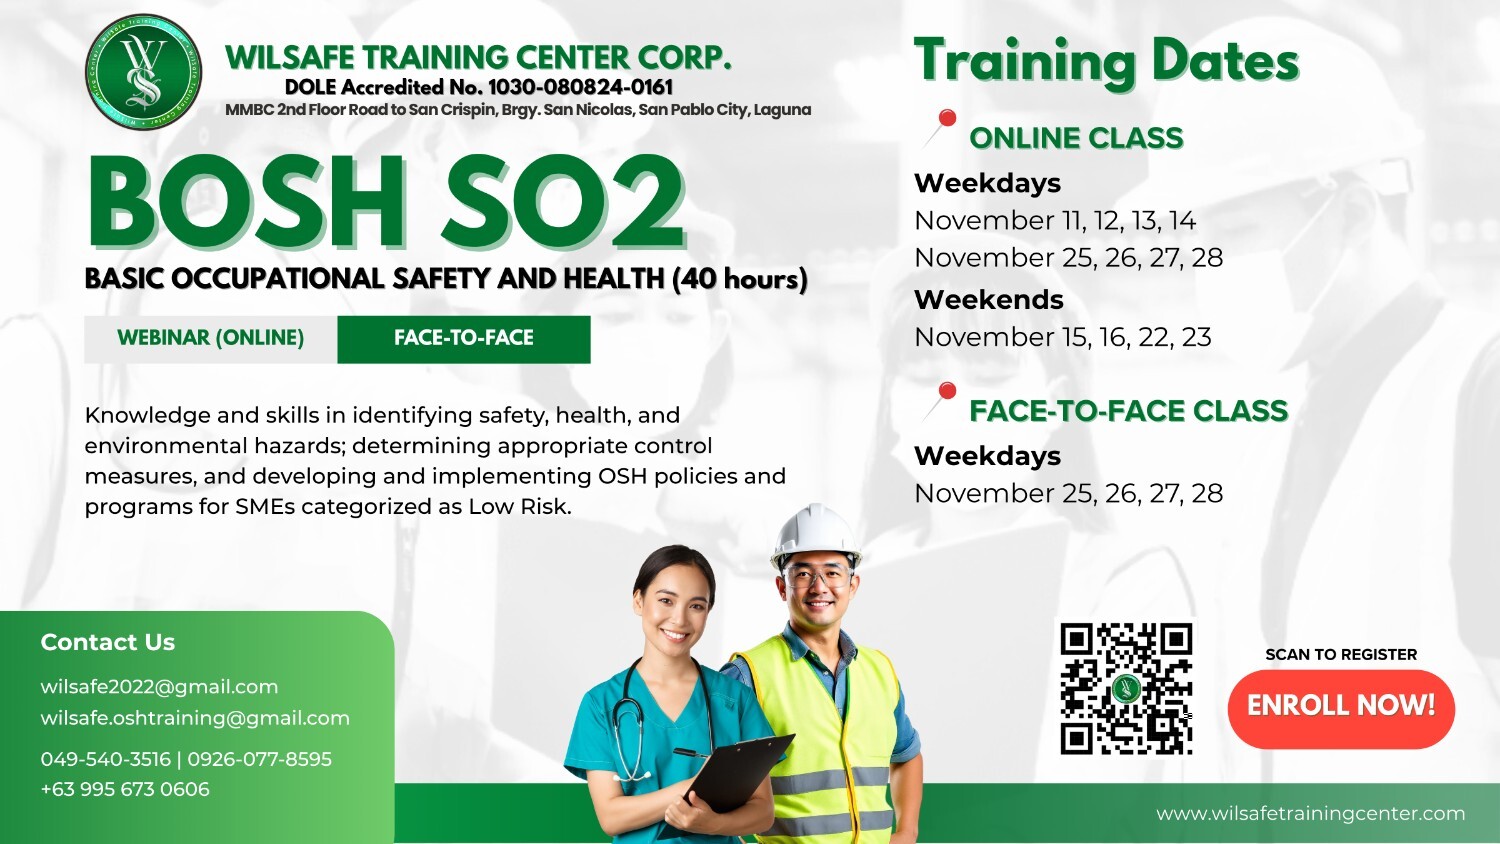 WILSAFE TRAINING CENTER CORP.
DOLE Accredited No. 1030-080824-0161
MMBC 2nd Floor Road to San Crispin, Brgy. San Nicolas, San Pablo City, Laguna
BOSH SO2
BASIC OCCUPATIONAL SAFETY AND HEALTH (40 hours)
WEBINAR (ONLINE)
FACE-TO-FACE
Knowledge and skills in identifying safety, health, and
environmental hazards; determining appropriate control
measures, and developing and implementing OSH policies and
programs for SMEs categorized as Low Risk.
Training Dates
ONLINE CLASS
Weekdays
November 11, 12, 13, 14
November 25, 26, 27, 28
Weekends
November 15, 16, 22, 23
FACE-TO-FACE CLASS
Weekdays
November 25, 26, 27, 28
Contact Us
wilsafe2022@gmail.com
wilsafe.oshtraining@gmail.com
049-540-3516 | 0926-077-8595
+63 995 673 0606
SCAN TO REGISTER
ENROLL NOW!
www.wilsafetrainingcenter.com